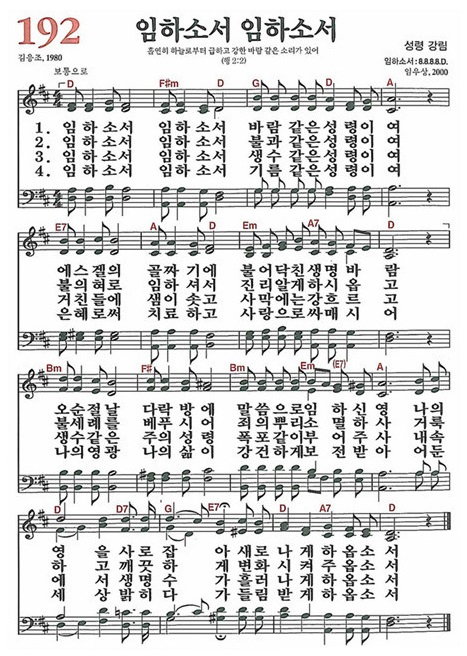 192
임하소서 임하소서
홀연히 하늘로부터 급하고 강한 바람 같은 소리가 있어
(행 2:2)
성령 강림
김응조, 1980
임하소서 : 8.8.8.8.D.
임우상, 2000
보통으로
D F#m D G D A
1. 임하소서 임하소서 바람같은성령이여
2. 임하소서 임하소서 불과같은성령이여
3. 임하소서 임하소서 생수같은성령이여
4. 임하소서 임하소서 기름같은성령이여
E7 A D Em A7 D
에스겔의 골짜기에 불어닥친생명바람
불의혀로 임하셔서 진리알게하시옵고
거친들에 샘이솟고 사막에는강흐르고
은혜로써 치료하고 사랑으로싸매시어
Bm F#m Bm Em (E7) A
오순절날 다락방에 말씀으로임하신영 나의
불세례를 베푸시어 죄의뿌리소멸하사 거룩
생수같은 주의성령 폭포같이부어주사 내속
나의영과 나의삶이 강건하게보전받아 어둔
D D7 G E7 D A7 D
영을사로잡아새로나게하옵소서
하고깨끗하게변화시켜주옵소서
에서생명수가흘러나게하옵소서
세상밝히다가들림받게하옵소서